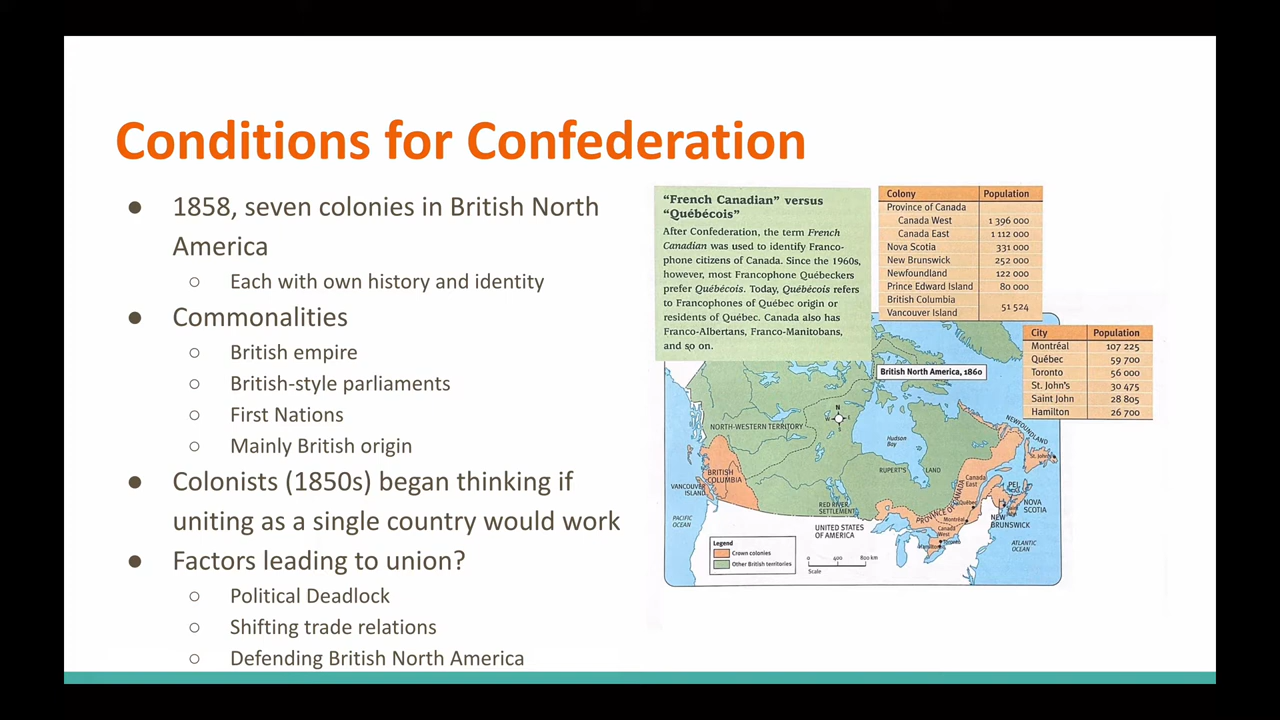 Conditions for Confederation
● 1858, seven colonies in British North
America
○ Each with own history and identity
● Commonalities
○ British empire
○ British-style parliaments
○ First Nations
○ Mainly British origin
● Colonists (1850s) began thinking if
uniting as a single country would work
● Factors leading to union?
○ Political Deadlock
○ Shifting trade relations
○ Defending British North America
"French Canadian" versus
"Québécois"
After Confederation, the term French
Canadian was used to identify Franco-
phone citizens of Canada. Since the 1960s,
however, most Francophone Québeckers
prefer Québécois. Today, Québécois refers
to Francophones of Québec origin or
residents of Québec. Canada also has
Franco-Albertans, Franco-Manitobans,
and so on.
Colony Population
Province of Canada
Canada West 1 396 000
Canada East 1 112 000
Nova Scotia 331 000
New Brunswick 252 000
Newfoundland 122 000
Prince Edward Island 80 000
British Columbia
Vancouver Island 51 524
City Population
Montréal 107 225
Québec 59 700
Toronto 56 000
St. John's 30 475
Saint John 28 805
Hamilton 26 700
British North America, 1860
N
NORTH-WESTERN TERRITORY
Hudson
Bay
NEWFOUNDLAND
St. John's
BRITISH
COLUMBIA
VANCOUVER
ISLAND
RUPERT'S LAND
Canada
East
PEI
NOVA
SCOTIA
RED RIVER
SETTLEMENT
PROVINCE OF CANADA
Québec
Montréal
NEW
BRUNSWICK
PACIFIC
OCEAN
UNITED STATES
OF AMERICA
Canada
West
Toronto
Hamilton
ATLANTIC
OCEAN
Legend
Crown colonies
Other British territories
0 400 800 km
Scale